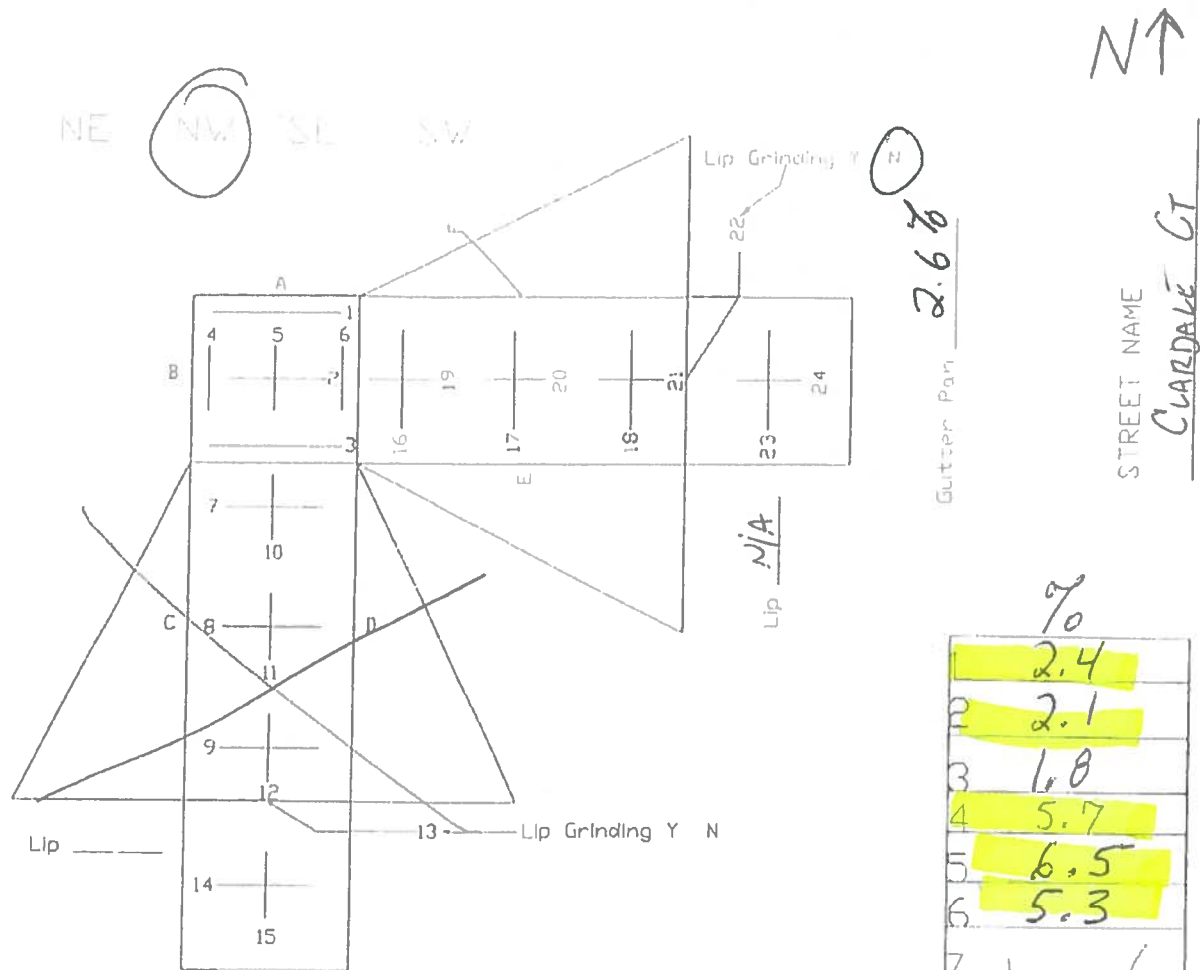 N↑
NE NW SE SW
Lip Grinding Y N
22
F
Gutter Pan 2.6%
STREET NAME
CLARDALE CT
A
1
4 5 6
B
2
19 20 21 24
3
16 17 18 23
E
7
10
Lip N/A
C 8 D
11
9
12
13 Lip Grinding Y N
Lip
14
15
%
1 2.4
2 2.1
3 1.8
4 5.7
5 6.5
6 5.3
7